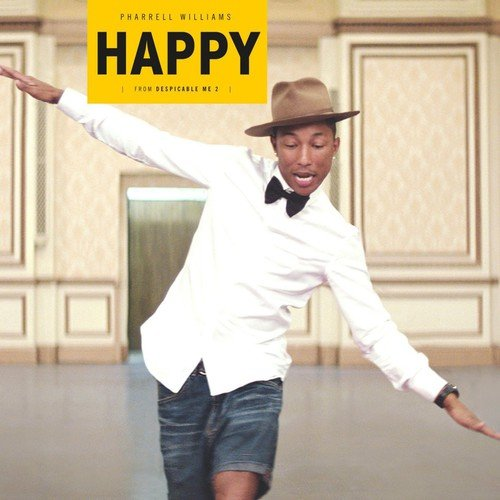 PHARRELL WILLIAMS
HAPPY
| FROM DESPICABLE ME 2 |